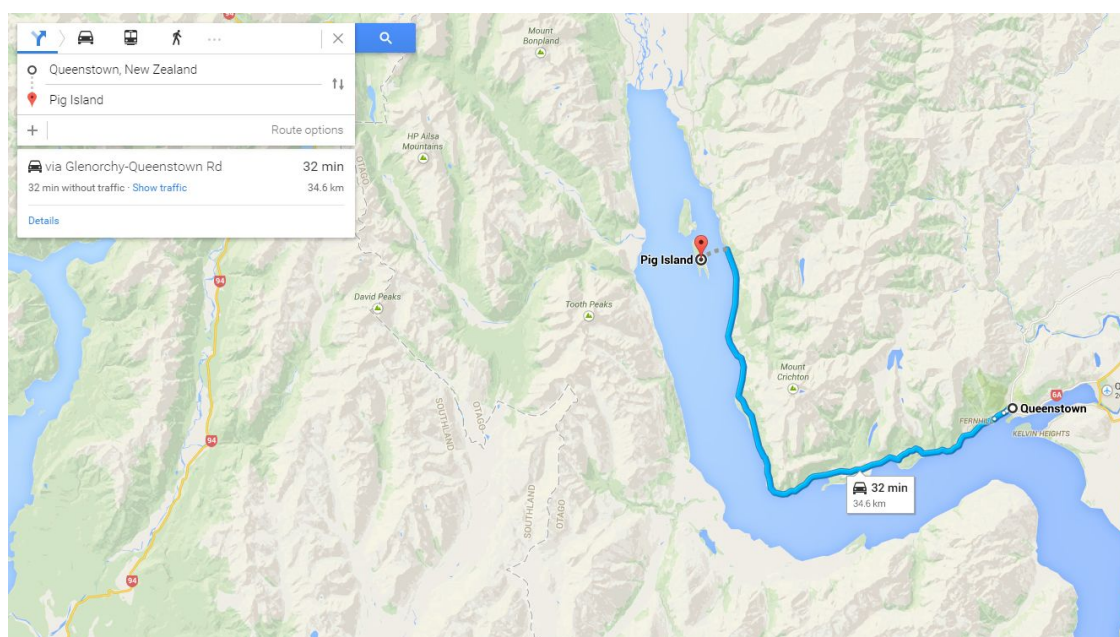 Queenstown, New Zealand
Pig Island
Route options
via Glenorchy-Queenstown Rd 32 min
32 min without traffic · Show traffic 34.6 km
Details
Mount
Bonpland
HP Ailsa
Mountains
OTAGO
SOUTHLAND
94
Pig Island
David Peaks
Tooth Peaks
SOUTHLAND
OTAGO
Mount
Crichton
6A
Queenstown
FERNHILL
KELVIN HEIGHTS
94
32 min
34.6 km
SOUTHLAND
OTAGO
94